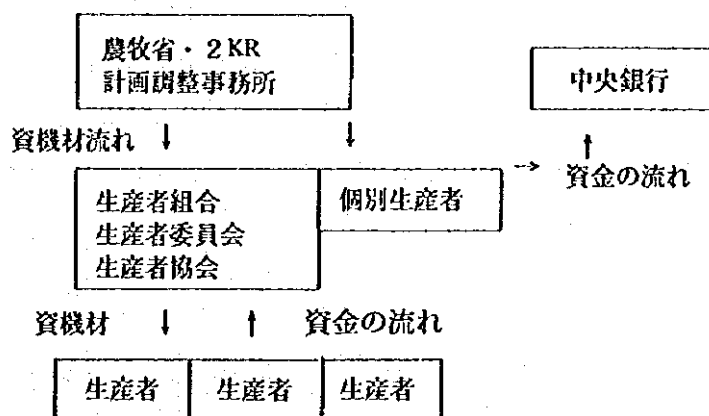 農牧省・2KR
計画調整事務所
中央銀行
資機材流れ
資金の流れ
生産者組合
生産者委員会
生産者協会
個別生産者
資機材
資金の流れ
生産者
生産者
生産者